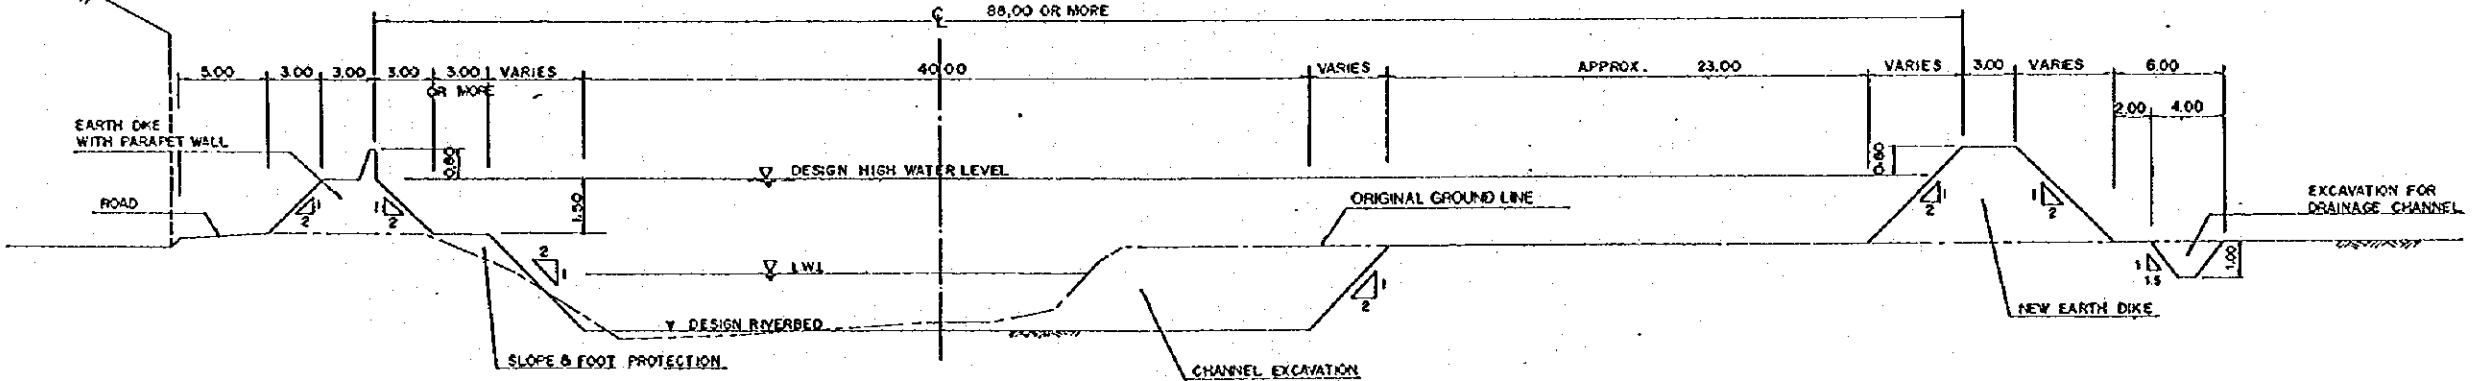 ℄ 88,00 OR MORE
5.00 3.00 3.00 3.00 3.00 VARIES 40.00 VARIES APPROX. 23.00 VARIES 3.00 VARIES 6.00
OR MORE
2.00 4.00
EARTH DIKE
WITH PARAPET WALL
0.80
DESIGN HIGH WATER LEVEL
0.80
ROAD
1.50
ORIGINAL GROUND LINE
EXCAVATION FOR
DRAINAGE CHANNEL
1
2
1
2
1
2
1
2
2
1
LWL
1
2
1
1.5
1.00
DESIGN RIVERBED
NEW EARTH DIKE
SLOPE & FOOT PROTECTION
CHANNEL EXCAVATION